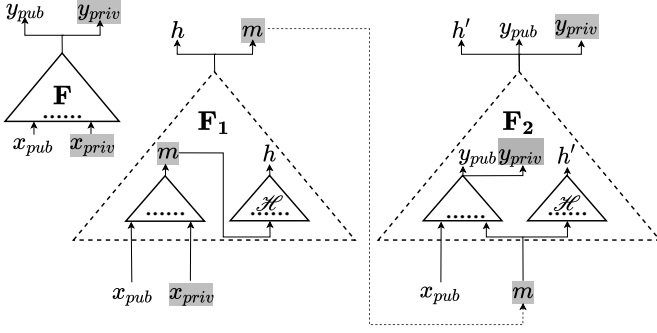 y_pub y_priv
F
......
x_pub x_priv
h m
F_1
m h
...... ℋ ......
x_pub x_priv
h' y_pub y_priv
F_2
y_pub y_priv h'
...... ℋ ......
x_pub m